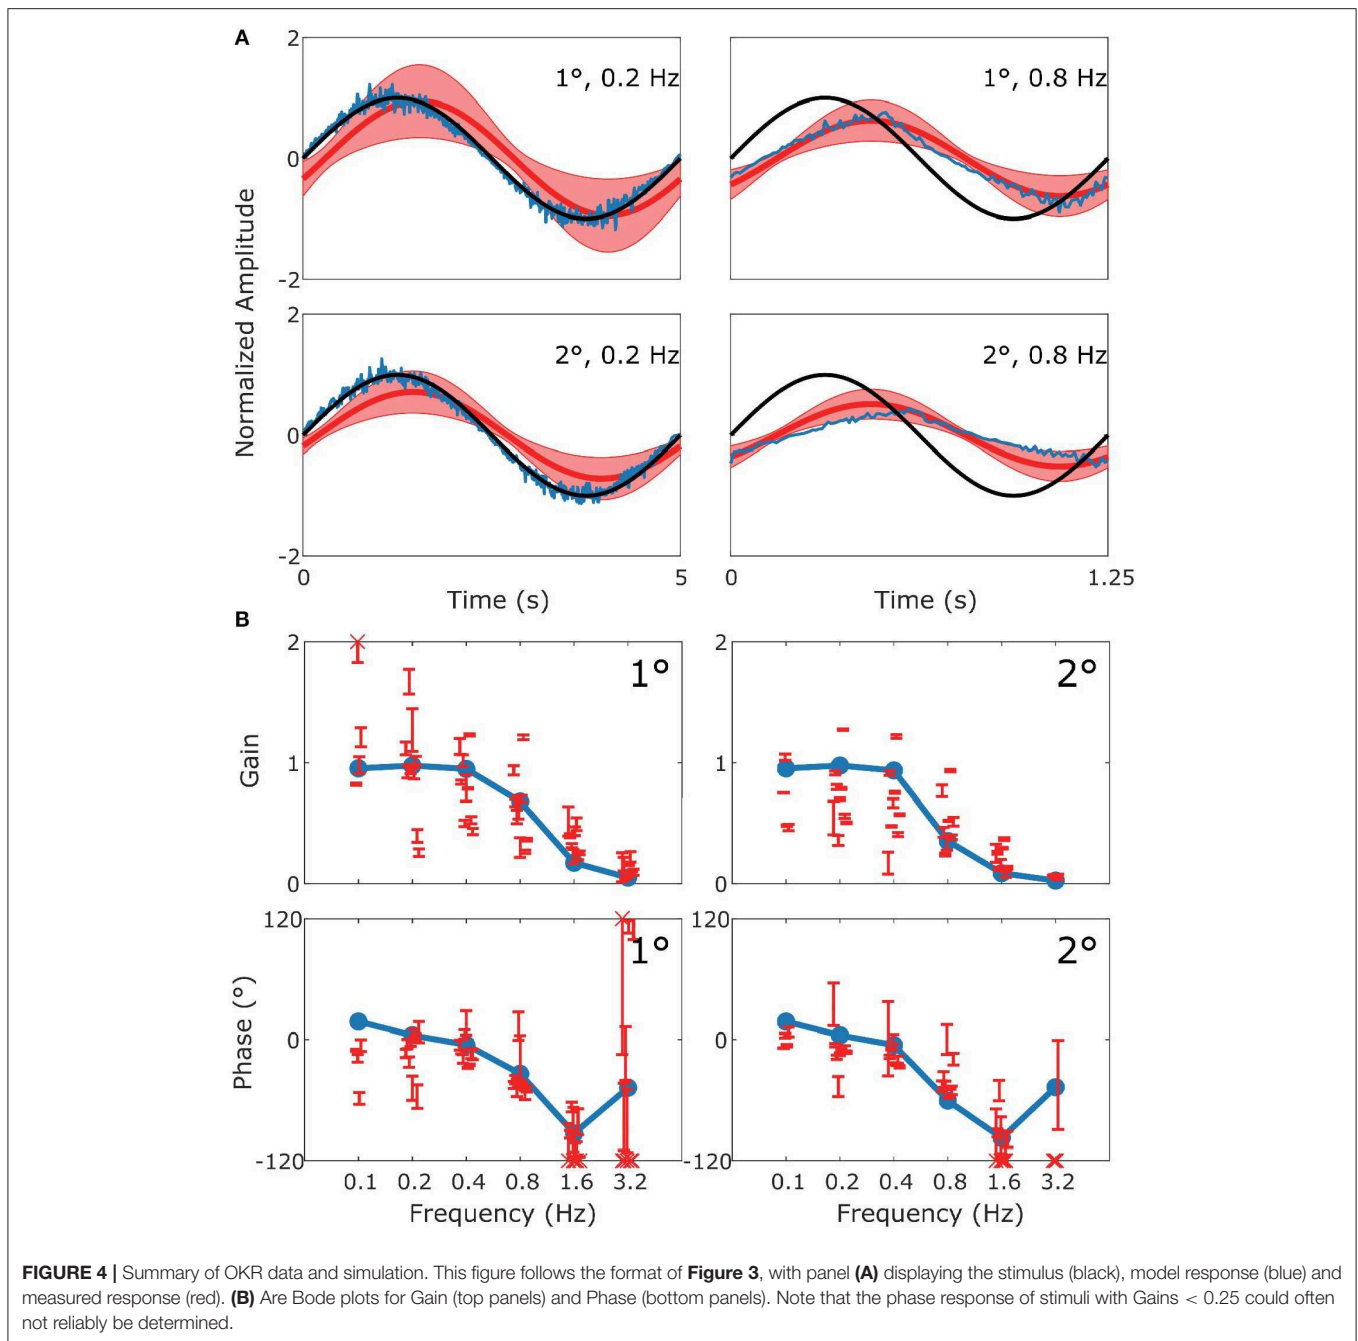 A
2
1°, 0.2 Hz
1°, 0.8 Hz
0
-2
Normalized Amplitude
2
2°, 0.2 Hz
2°, 0.8 Hz
0
-2
0
5
0
1.25
Time (s)
Time (s)
B
2
1°
2
2°
Gain
1
1
0
0
120
1°
120
2°
Phase (°)
0
0
-120
-120
0.1 0.2 0.4 0.8 1.6 3.2
0.1 0.2 0.4 0.8 1.6 3.2
Frequency (Hz)
Frequency (Hz)
FIGURE 4 | Summary of OKR data and simulation. This figure follows the format of Figure 3, with panel (A) displaying the stimulus (black), model response (blue) and
measured response (red). (B) Are Bode plots for Gain (top panels) and Phase (bottom panels). Note that the phase response of stimuli with Gains < 0.25 could often
not reliably be determined.